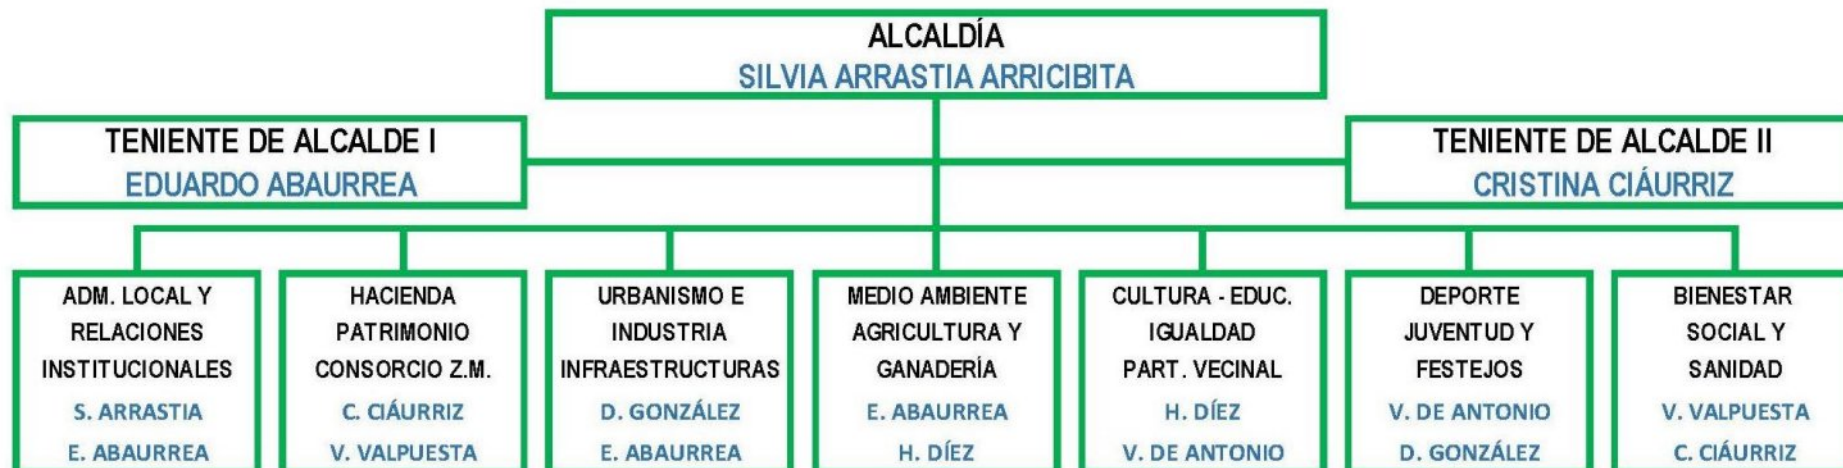 ALCALDÍA
SILVIA ARRASTIA ARRICIBITA
TENIENTE DE ALCALDE I
EDUARDO ABAURREA
TENIENTE DE ALCALDE II
CRISTINA CIÁURRIZ
ADM. LOCAL Y
RELACIONES
INSTITUCIONALES
S. ARRASTIA
E. ABAURREA
HACIENDA
PATRIMONIO
CONSORCIO Z.M.
C. CIÁURRIZ
V. VALPUESTA
URBANISMO E
INDUSTRIA
INFRAESTRUCTURAS
D. GONZÁLEZ
E. ABAURREA
MEDIO AMBIENTE
AGRICULTURA Y
GANADERÍA
E. ABAURREA
H. DÍEZ
CULTURA - EDUC.
IGUALDAD
PART. VECINAL
H. DÍEZ
V. DE ANTONIO
DEPORTE
JUVENTUD Y
FESTEJOS
V. DE ANTONIO
D. GONZÁLEZ
BIENESTAR
SOCIAL Y
SANIDAD
V. VALPUESTA
C. CIÁURRIZ